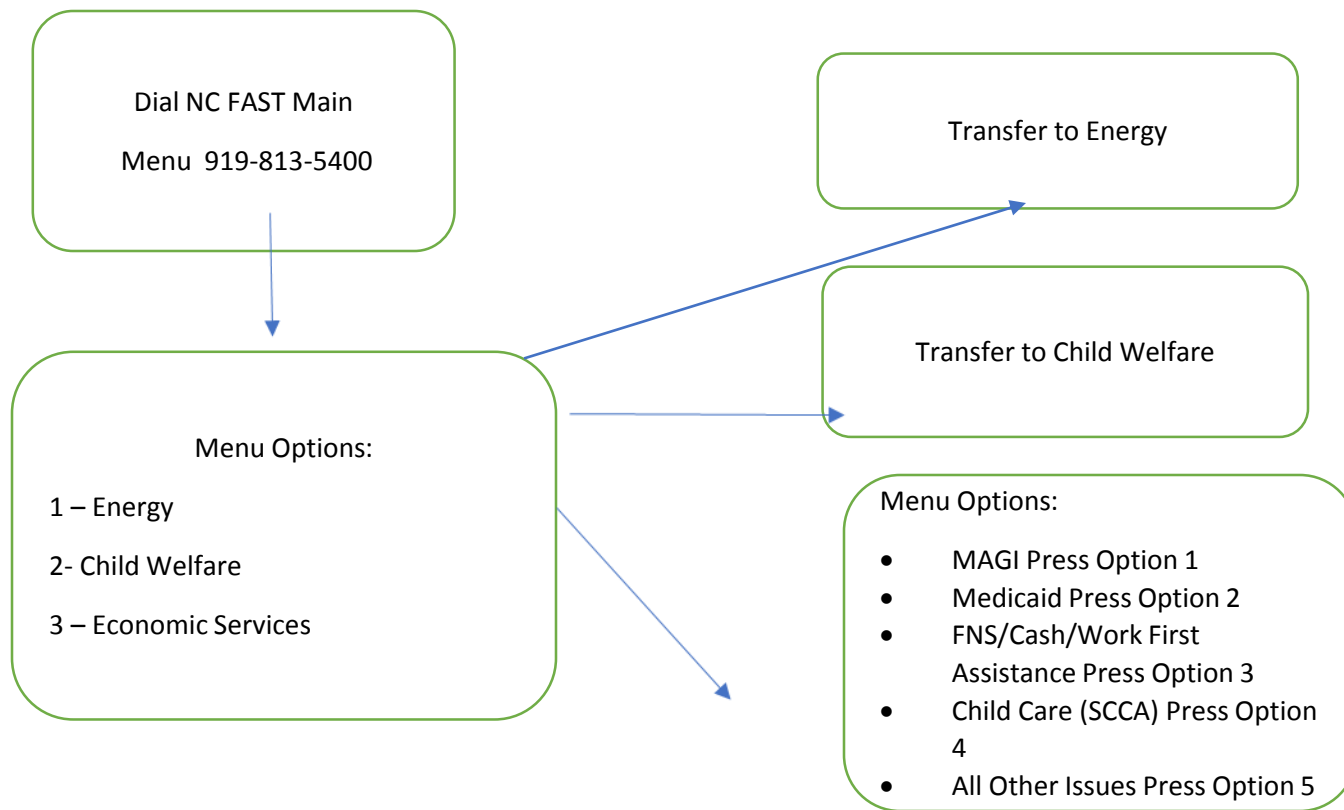 Dial NC FAST Main
Menu 919-813-5400
Transfer to Energy
Transfer to Child Welfare
Menu Options:
1 – Energy
2- Child Welfare
3 – Economic Services
Menu Options:
• MAGI Press Option 1
• Medicaid Press Option 2
• FNS/Cash/Work First
Assistance Press Option 3
• Child Care (SCCA) Press Option
4
• All Other Issues Press Option 5